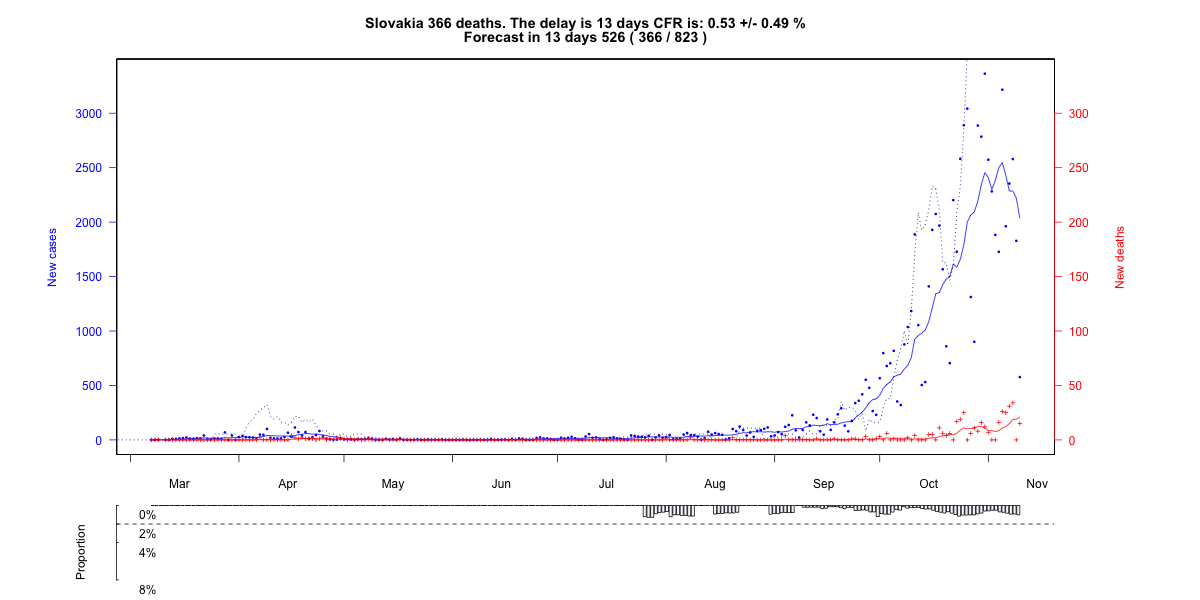 Slovakia 366 deaths. The delay is 13 days CFR is: 0.53 +/- 0.49 %
Forecast in 13 days 526 ( 366 / 823 )
New cases
3000
2500
2000
1500
1000
500
0
300
250
200
150
100
50
0
New deaths
Mar
Apr
May
Jun
Jul
Aug
Sep
Oct
Nov
Proportion
0%
2%
4%
8%